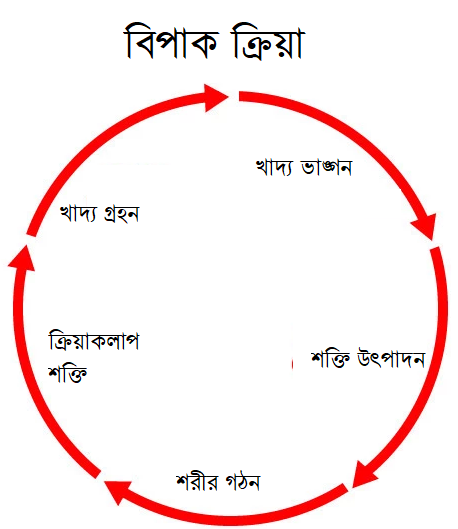 বিপাক ক্রিয়া
খাদ্য ভাঙ্গন
খাদ্য গ্রহন
ক্রিয়াকলাপ
শক্তি
শক্তি উৎপাদন
শরীর গঠন